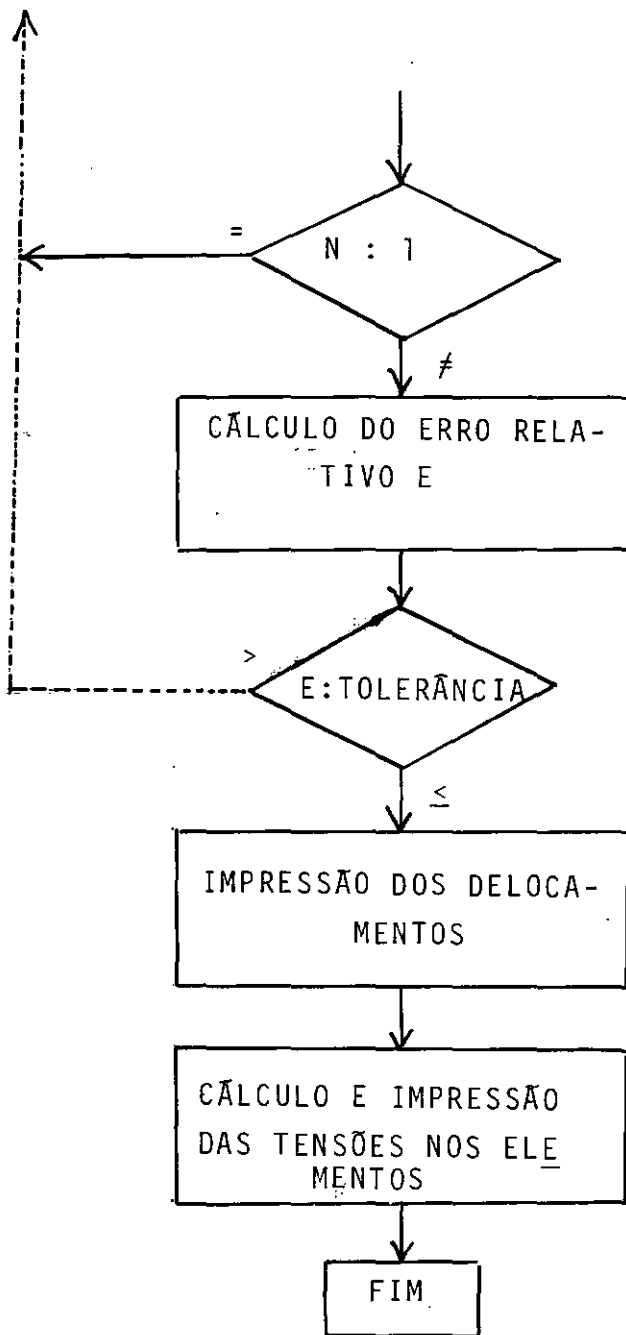 =
N : 1
≠
CÁLCULO DO ERRO RELA-
TIVO E
>
E:TOLERÂNCIA
≤
IMPRESSÃO DOS DELOCA-
MENTOS
CÁLCULO E IMPRESSÃO
DAS TENSÕES NOS ELE
MENTOS
FIM